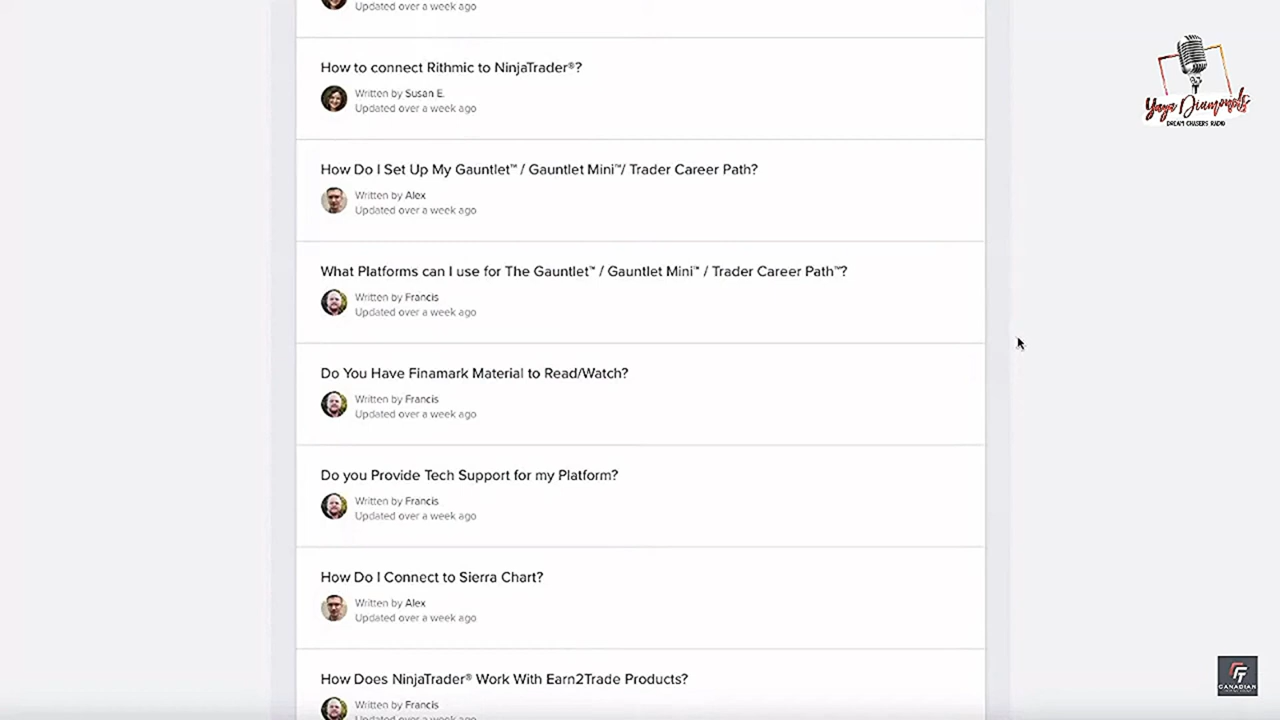 Updated over a week ago
How to connect Rithmic to NinjaTrader®?
Written by Susan E.
Updated over a week ago
How Do I Set Up My Gauntlet™ / Gauntlet Mini™/ Trader Career Path?
Written by Alex
Updated over a week ago
What Platforms can I use for The Gauntlet™ / Gauntlet Mini™ / Trader Career Path™?
Written by Francis
Updated over a week ago
Do You Have Finamark Material to Read/Watch?
Written by Francis
Updated over a week ago
Do you Provide Tech Support for my Platform?
Written by Francis
Updated over a week ago
How Do I Connect to Sierra Chart?
Written by Alex
Updated over a week ago
How Does NinjaTrader® Work With Earn2Trade Products?
Written by Francis
Updated over a week ago
Yaya Diamonds
DREAM CHASERS RADIO
CANADIAN